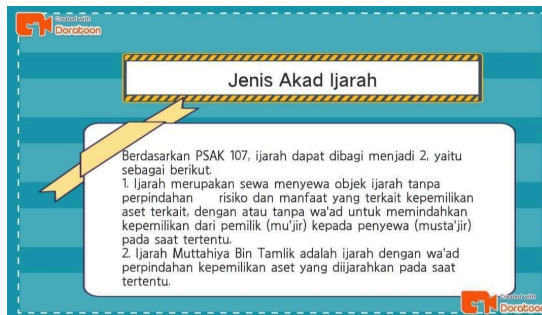 Created with
Doratoon
Jenis Akad Ijarah
Berdasarkan PSAK 107, ijarah dapat dibagi menjadi 2, yaitu
sebagai berikut.
1. Ijarah merupakan sewa menyewa objek ijarah tanpa
perpindahan risiko dan manfaat yang terkait kepemilikan
aset terkait, dengan atau tanpa wa'ad untuk memindahkan
kepemilikan dari pemilik (mu'jir) kepada penyewa (musta'jir)
pada saat tertentu.
2. Ijarah Muttahiya Bin Tamlik adalah ijarah dengan wa'ad
perpindahan kepemilikan aset yang diijarahkan pada saat
tertentu.
Created with
Doratoon